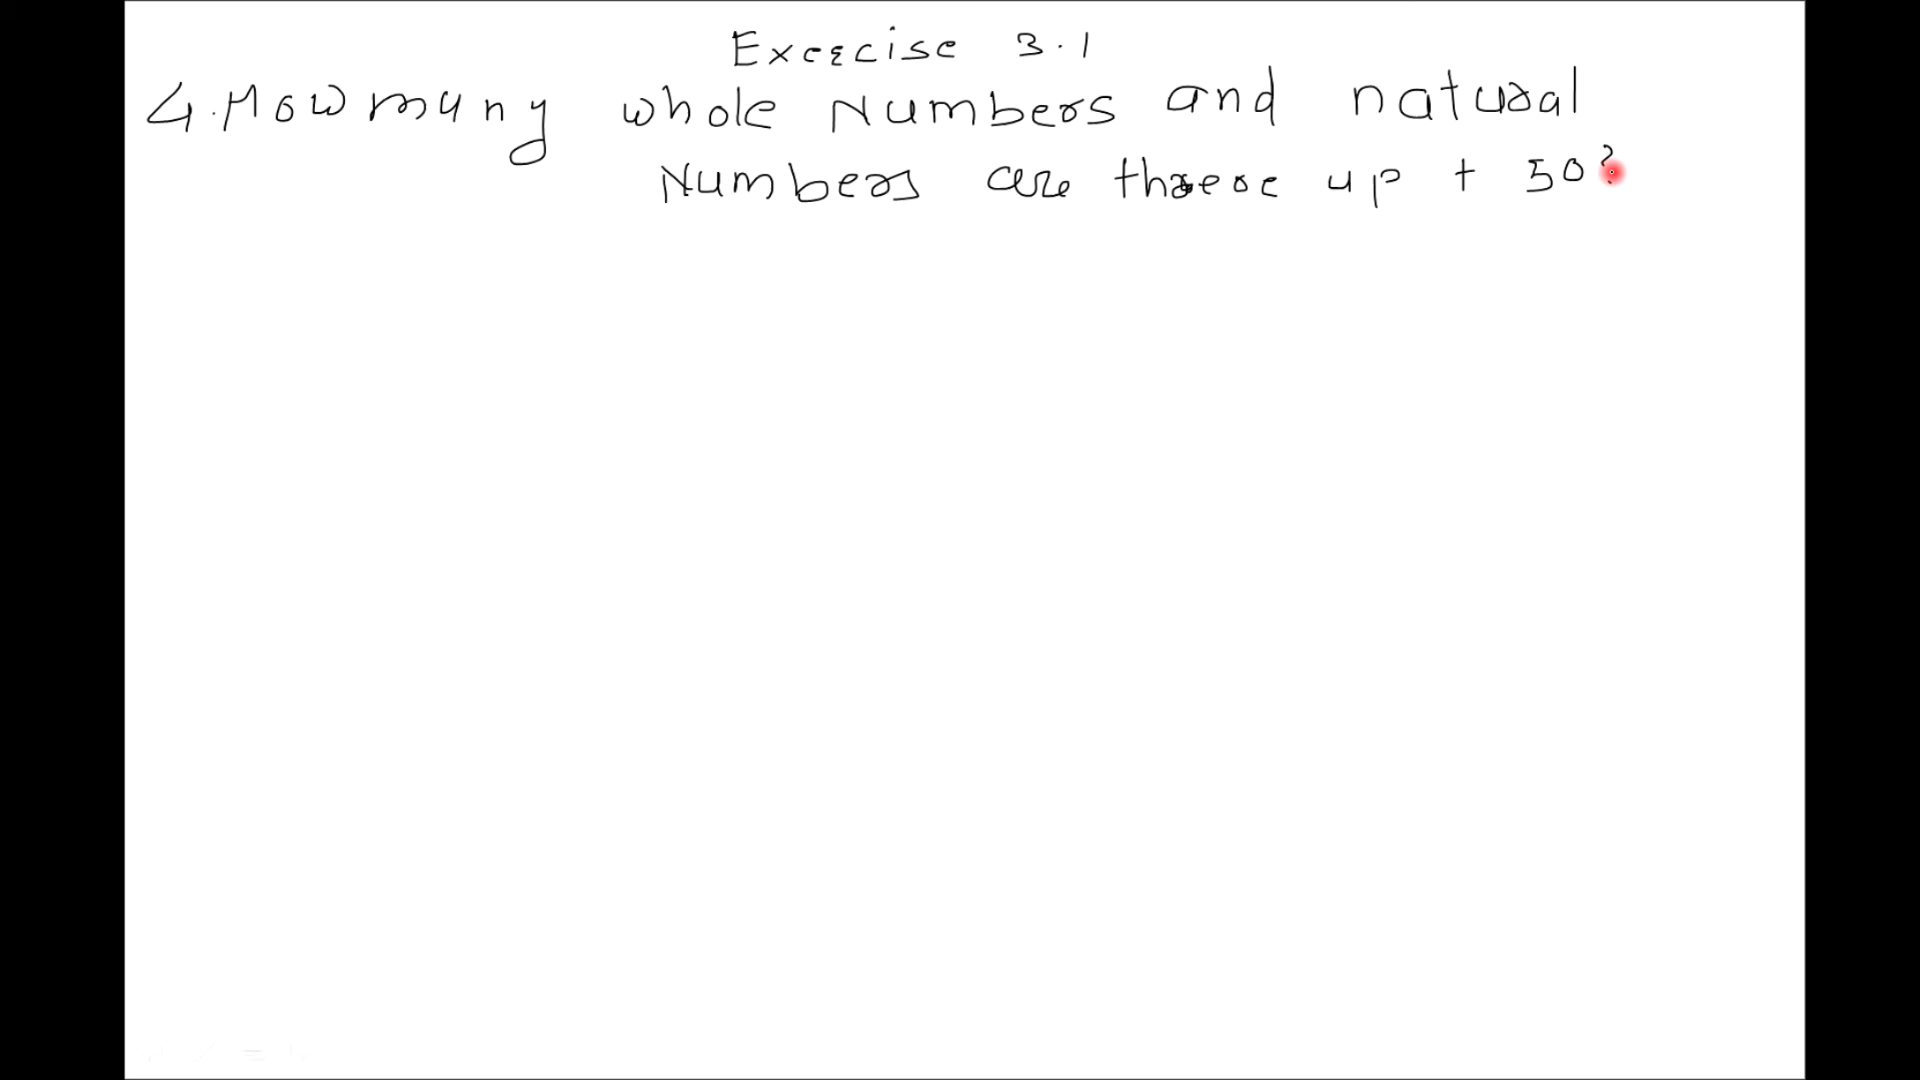 Exercise 3.1
4. How many whole Numbers and natural
Numbers are there up + 50?